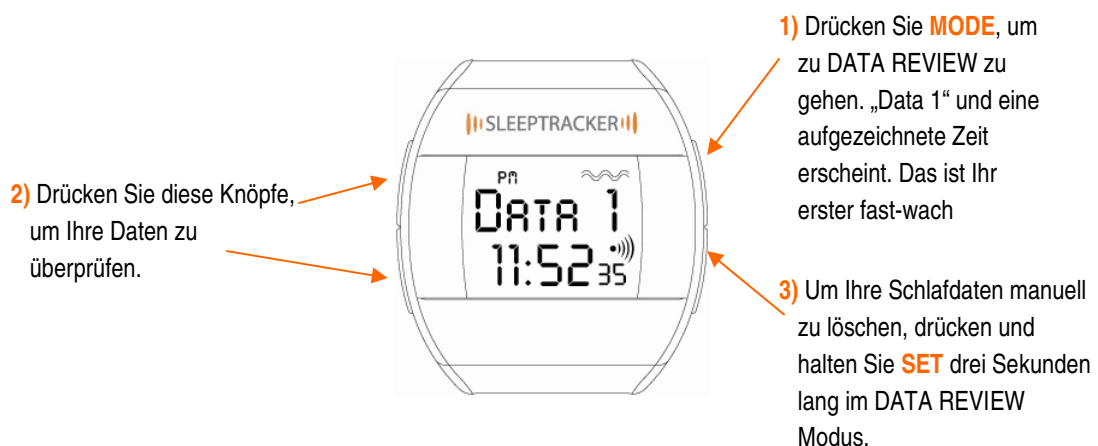 1) Drücken Sie MODE, um
zu DATA REVIEW zu
gehen. „Data 1“ und eine
aufgezeichnete Zeit
erscheint. Das ist Ihr
erster fast-wach
SLEEPTRACKER
PM
DATA 1
11:52 35
2) Drücken Sie diese Knöpfe,
um Ihre Daten zu
überprüfen.
3) Um Ihre Schlafdaten manuell
zu löschen, drücken und
halten Sie SET drei Sekunden
lang im DATA REVIEW
Modus.